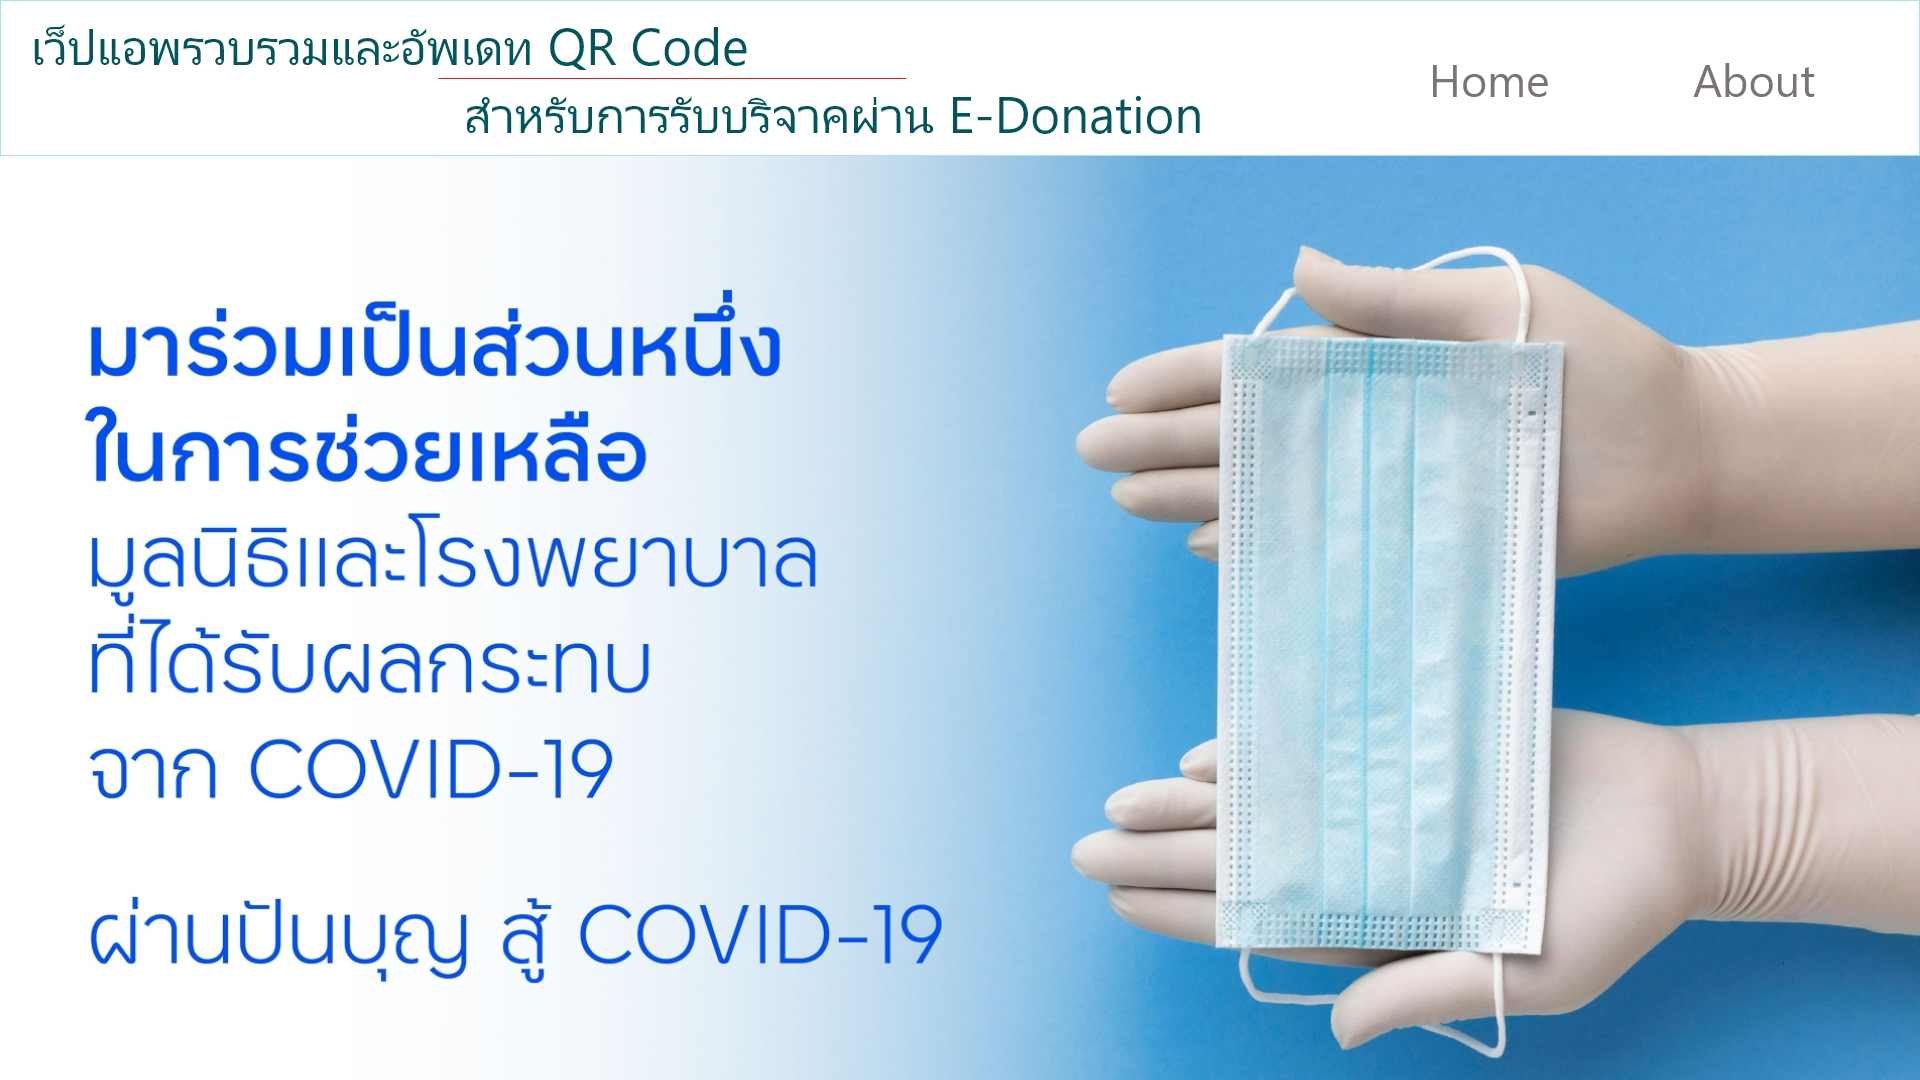 เว็ปแอพรวบรวมและอัพเดท QR Code
สำหรับการรับบริจาคผ่าน E-Donation
Home
About
มาร่วมเป็นส่วนหนึ่ง
ในการช่วยเหลือ
มูลนิธิและโรงพยาบาล
ที่ได้รับผลกระทบ
จาก COVID-19
ผ่านปันบุญ สู้ COVID-19